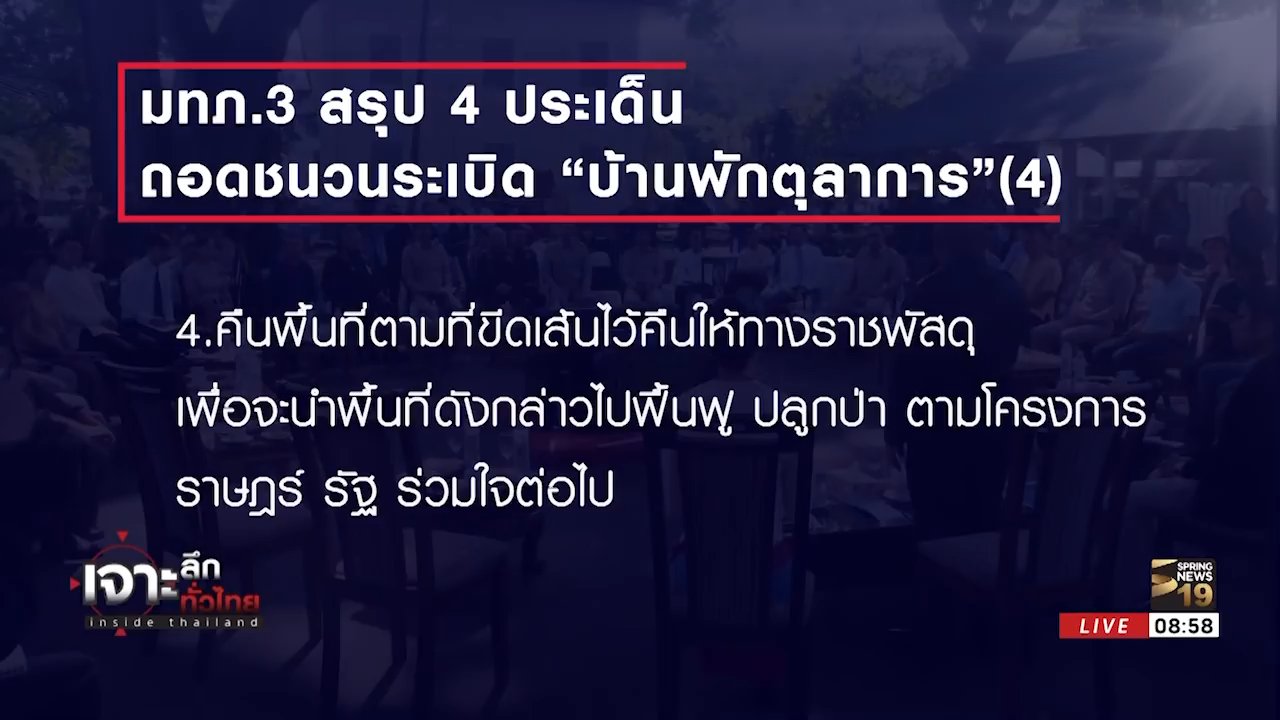 มทภ.3 สรุป 4 ประเด็น
ถอดชนวนระเบิด “บ้านพักตุลาการ”(4)
4.คืนพื้นที่ตามที่ขีดเส้นไว้คืนให้ทางราชพัสดุ
เพื่อจะนำพื้นที่ดังกล่าวไปฟื้นฟู ปลูกป่า ตามโครงการ
ราษฎร์ รัฐ ร่วมใจต่อไป
เจาะลึก
ทั่วไทย
inside thailand
SPRING
NEWS
19
LIVE 08:58